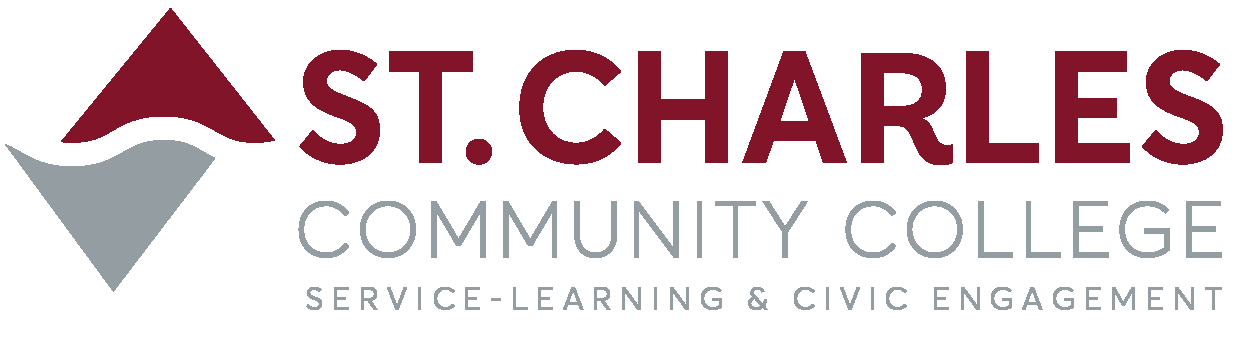 ST. CHARLES
COMMUNITY COLLEGE
SERVICE-LEARNING & CIVIC ENGAGEMENT